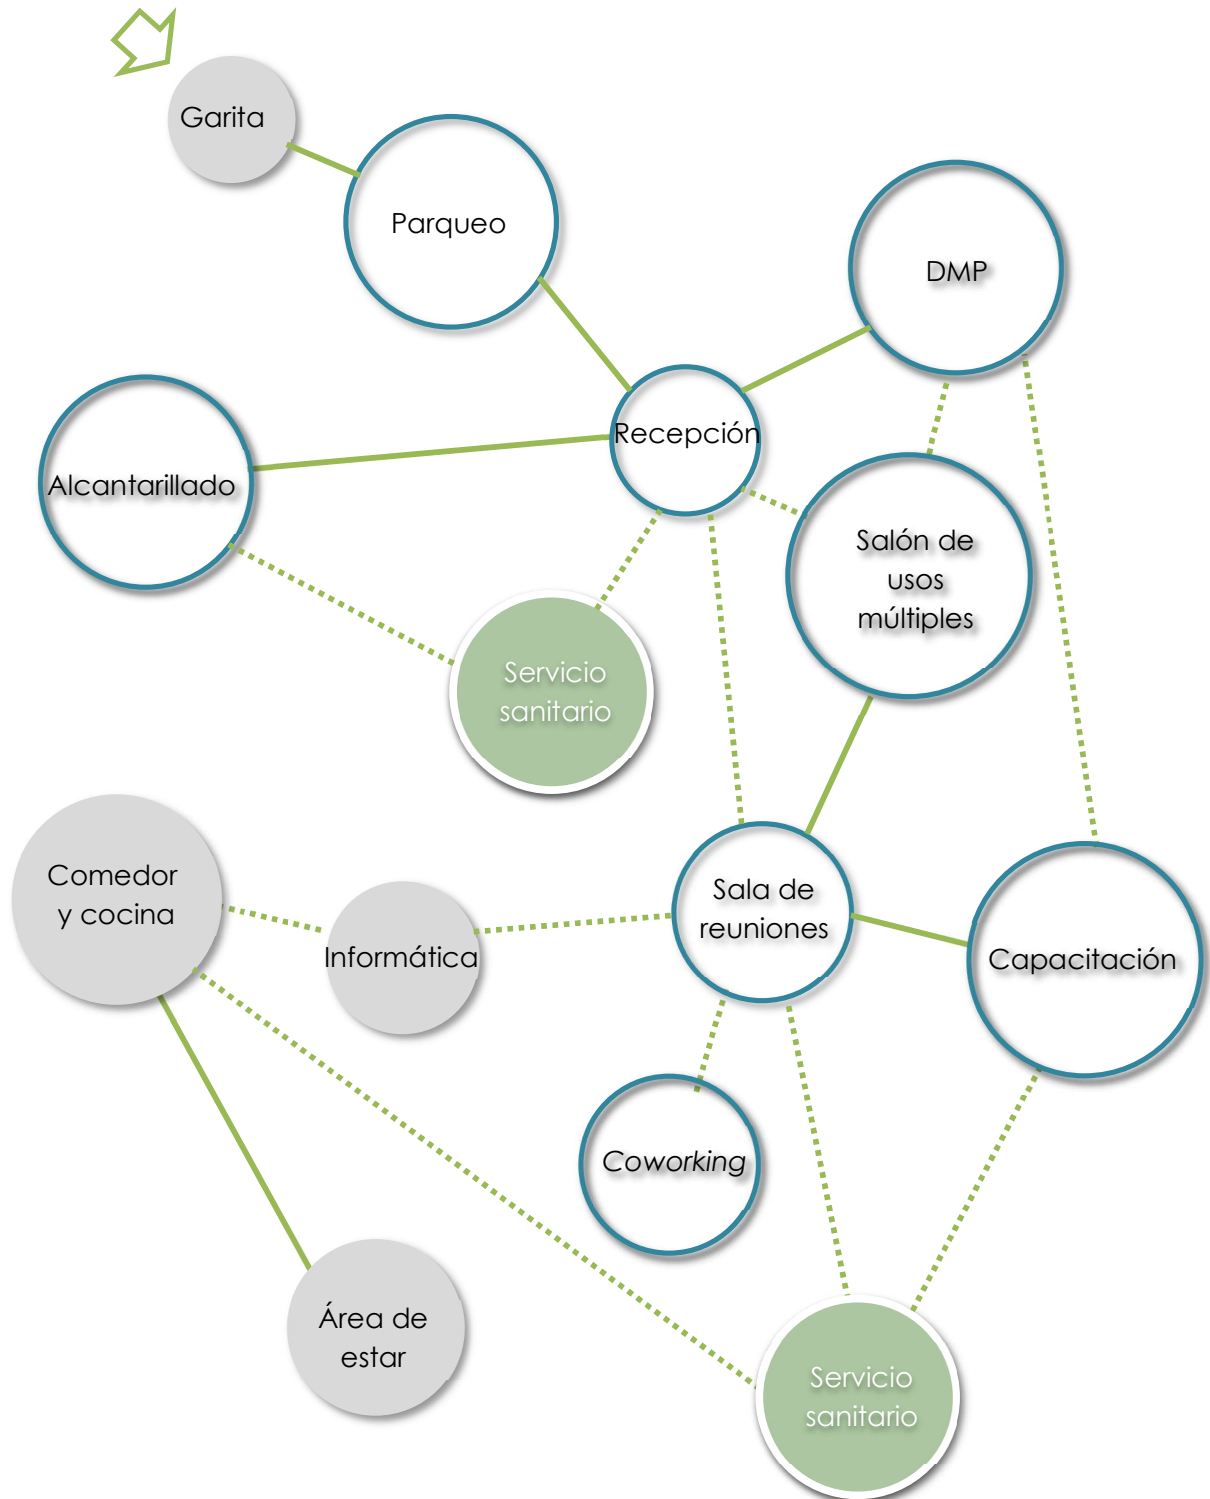 Garita
Parqueo
DMP
Recepción
Alcantarillado
Salón de
usos
múltiples
Servicio
sanitario
Comedor
y cocina
Informática
Sala de
reuniones
Capacitación
Coworking
Área de
estar
Servicio
sanitario